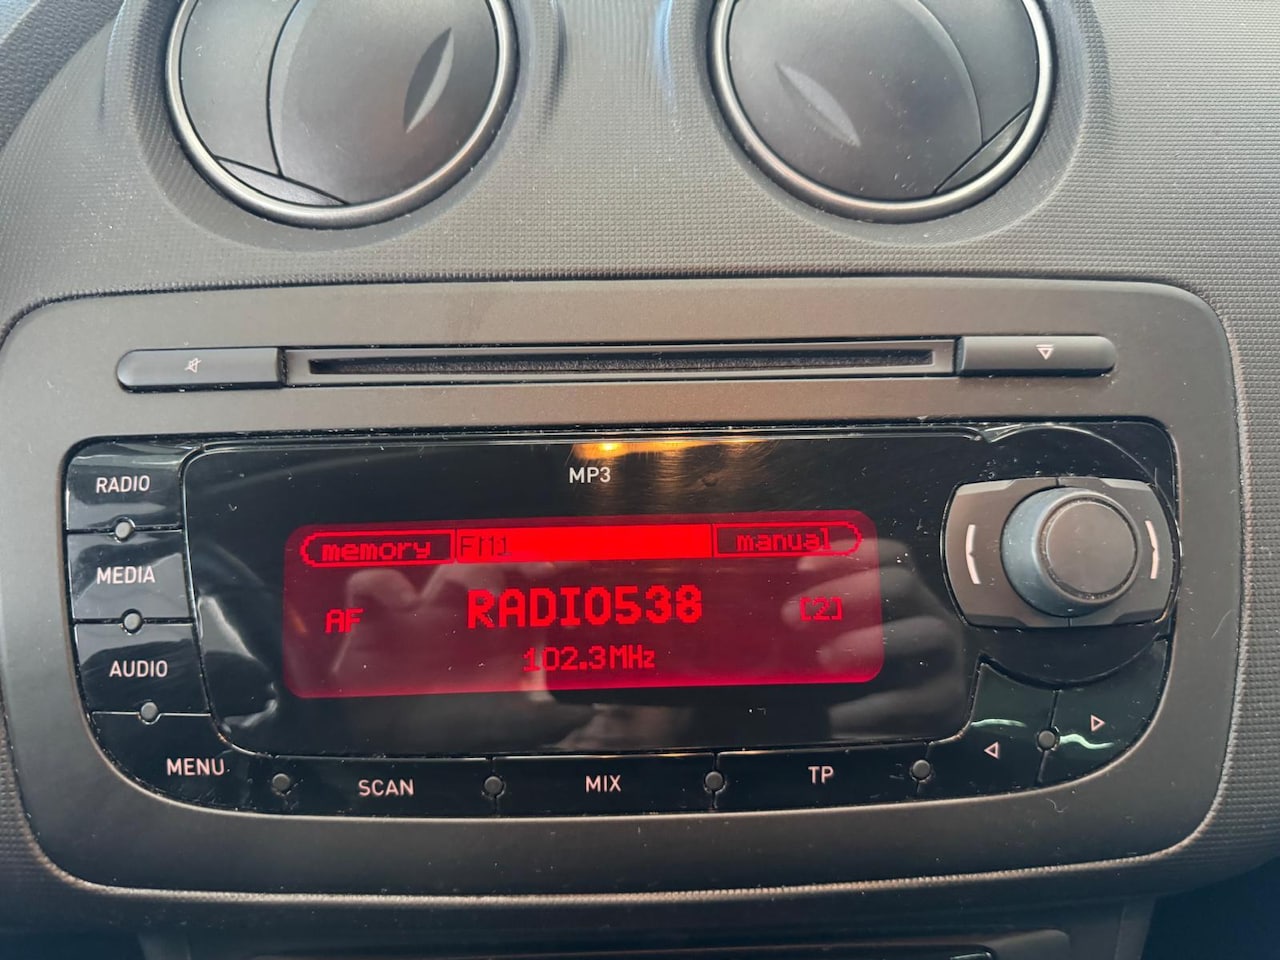 RADIO
MEDIA
AUDIO
MENU
MP3
memory FM1 manual
AF RADIO538 [2]
102.3MHz
SCAN
MIX
TP